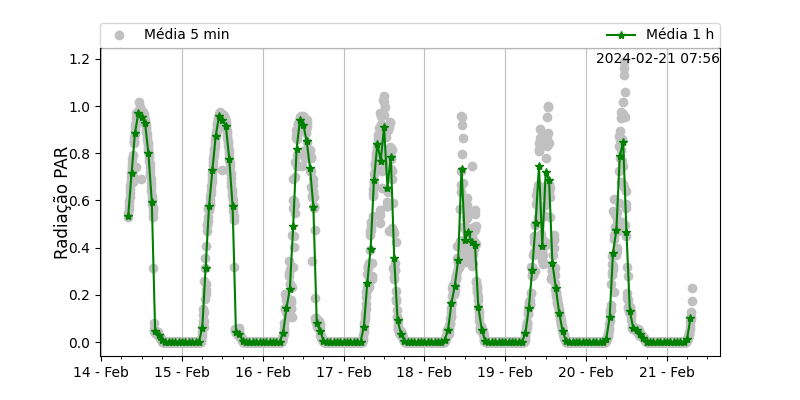 Média 5 min
Média 1 h
2024-02-21 07:56
Radiação PAR
1.2
1.0
0.8
0.6
0.4
0.2
0.0
14 - Feb
15 - Feb
16 - Feb
17 - Feb
18 - Feb
19 - Feb
20 - Feb
21 - Feb